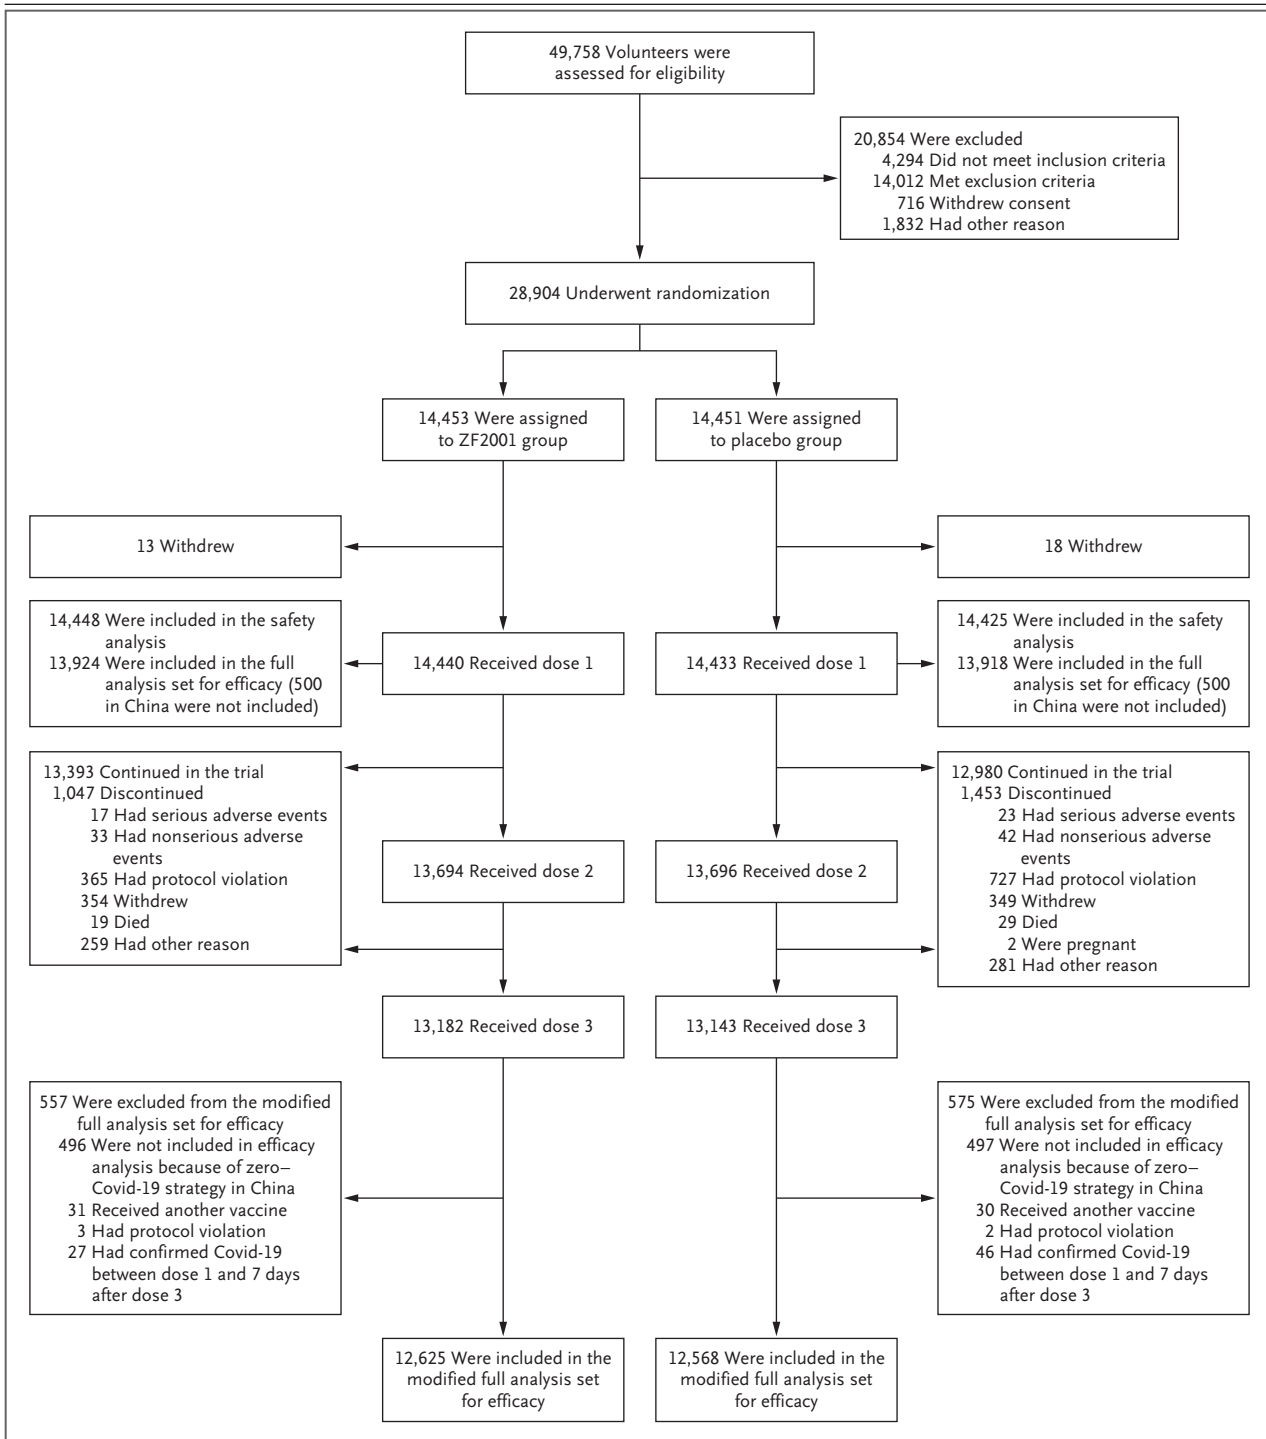 49,758 Volunteers were
assessed for eligibility
20,854 Were excluded
4,294 Did not meet inclusion criteria
14,012 Met exclusion criteria
716 Withdrew consent
1,832 Had other reason
28,904 Underwent randomization
14,453 Were assigned
to ZF2001 group
14,451 Were assigned
to placebo group
13 Withdrew
18 Withdrew
14,448 Were included in the safety
analysis
13,924 Were included in the full
analysis set for efficacy (500
in China were not included)
14,440 Received dose 1
14,433 Received dose 1
14,425 Were included in the safety
analysis
13,918 Were included in the full
analysis set for efficacy (500
in China were not included)
13,393 Continued in the trial
1,047 Discontinued
17 Had serious adverse events
33 Had nonserious adverse
events
365 Had protocol violation
354 Withdrew
19 Died
259 Had other reason
13,694 Received dose 2
13,696 Received dose 2
12,980 Continued in the trial
1,453 Discontinued
23 Had serious adverse events
42 Had nonserious adverse
events
727 Had protocol violation
349 Withdrew
29 Died
2 Were pregnant
281 Had other reason
13,182 Received dose 3
13,143 Received dose 3
557 Were excluded from the modified
full analysis set for efficacy
496 Were not included in efficacy
analysis because of zero–
Covid-19 strategy in China
31 Received another vaccine
3 Had protocol violation
27 Had confirmed Covid-19
between dose 1 and 7 days
after dose 3
575 Were excluded from the modified
full analysis set for efficacy
497 Were not included in efficacy
analysis because of zero–
Covid-19 strategy in China
30 Received another vaccine
2 Had protocol violation
46 Had confirmed Covid-19
between dose 1 and 7 days
after dose 3
12,625 Were included in the
modified full analysis set
for efficacy
12,568 Were included in the
modified full analysis set
for efficacy